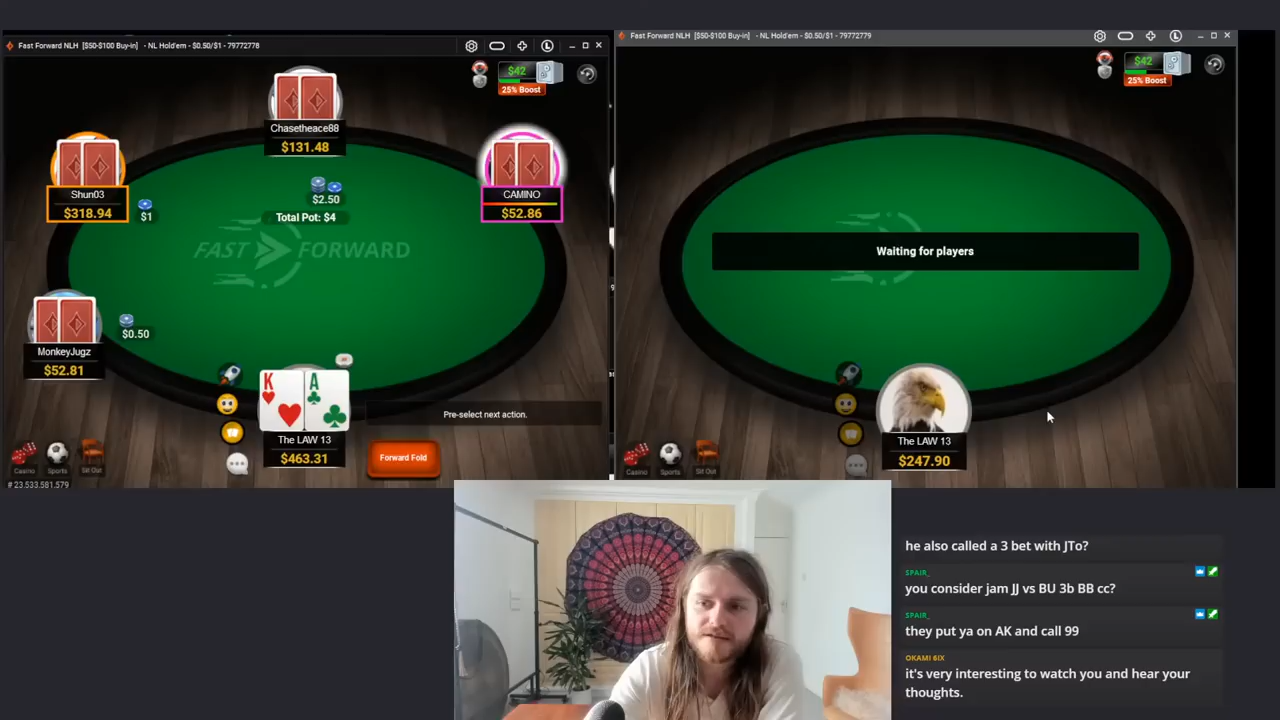 Fast Forward NLH [$50-$100 Buy-in] - NL Hold'em - $0.50/$1 - 79772778
Fast Forward NLH [$50-$100 Buy-in] - NL Hold'em - $0.50/$1 - 79772779
$42
25% Boost
$42
25% Boost
Chasetheace88
$131.48
Shun03
$318.94
$1
$2.50
Total Pot: $4
CAMINO
$52.86
FAST FORWARD
Waiting for players
MonkeyJugz
$52.81
$0.50
K A
Pre-select next action.
The LAW 13
$463.31
Forward Fold
The LAW 13
$247.90
Casino Sports Sit Out
Casino Sports Sit Out
# 23,533,581,579
he also called a 3 bet with JTo?
SPAIR_
you consider jam JJ vs BU 3b BB cc?
SPAIR_
they put ya on AK and call 99
OKAMI 6IX
it's very interesting to watch you and hear your
thoughts.